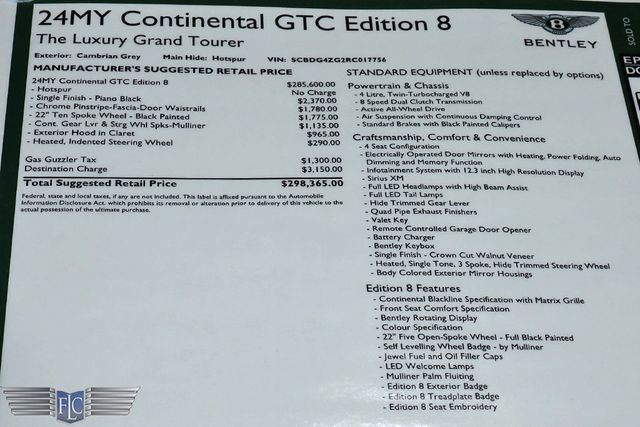 24MY Continental GTC Edition 8
The Luxury Grand Tourer
Exterior: Cambrian Grey Main Hide: Hotspur VIN: SCBDG4ZG2RC017756
MANUFACTURER'S SUGGESTED RETAIL PRICE
24MY Continental GTC Edition 8 $285,600.00
- Hotspur No Charge
- Single Finish - Piano Black $2,370.00
- Chrome Pinstripe-Fascia-Door Waistrails $1,780.00
- 22" Ten Spoke Wheel - Black Painted $1,775.00
- Cont. Gear Lvr & Strg Whl Spks-Mulliner $1,135.00
- Exterior Hood in Claret $965.00
- Heated, Indented Steering Wheel $290.00
Gas Guzzler Tax $1,300.00
Destination Charge $3,150.00
Total Suggested Retail Price $298,365.00
Federal, state and local taxes, if any are not included. This label is affixed pursuant to the Automobile
Information Disclosure Act, which prohibits its removal or alteration prior to delivery of this vehicle to the
actual possession of the ultimate purchase.
B
BENTLEY
STANDARD EQUIPMENT (unless replaced by options)
Powertrain & Chassis
- 4 Litre, Twin-Turbocharged V8
- 8 Speed Dual Clutch Transmission
- Active All-Wheel Drive
- Air Suspension with Continuous Damping Control
- Standard Brakes with Black Painted Calipers
Craftsmanship, Comfort & Convenience
- 4 Seat Configuration
- Electrically Operated Door Mirrors with Heating, Power Folding, Auto
Dimming and Memory Function
- Infotainment System with 12.3 inch High Resolution Display
- Sirius XM
- Full LED Headlamps with High Beam Assist
- Full LED Tail Lamps
- Hide Trimmed Gear Lever
- Quad Pipe Exhaust Finishers
- Valet Key
- Remote Controlled Garage Door Opener
- Battery Charger
- Bentley Keybox
- Single Finish - Crown Cut Walnut Veneer
- Heated, Single Tone, 3 Spoke, Hide Trimmed Steering Wheel
- Body Colored Exterior Mirror Housings
Edition 8 Features
- Continental Blackline Specification with Matrix Grille
- Front Seat Comfort Specification
- Bentley Rotating Display
- Colour Specification
- 22" Five Open-Spoke Wheel - Full Black Painted
- Self Levelling Wheel Badge - by Mulliner
- Jewel Fuel and Oil Filler Caps
- LED Welcome Lamps
- Mulliner Palm Fluiting
- Edition 8 Exterior Badge
- Edition 8 Treadplate Badge
- Edition 8 Seat Embroidery
SOLD TO
EP
DO
FLC